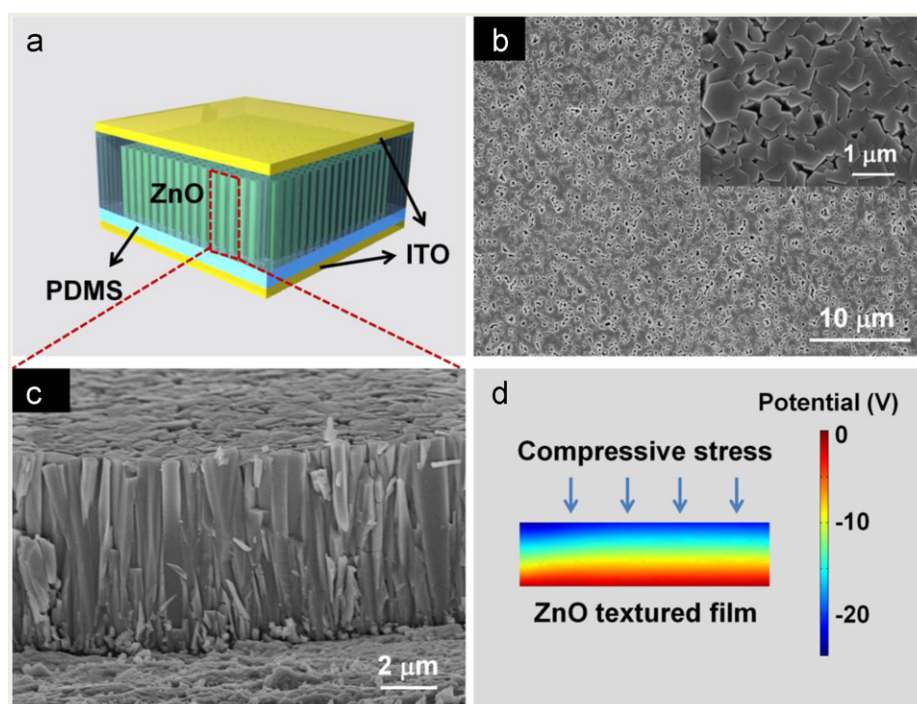 a
ZnO
PDMS
ITO
b
1 μm
10 μm
c
2 μm
d
Potential (V)
Compressive stress
ZnO textured film
0
-10
-20